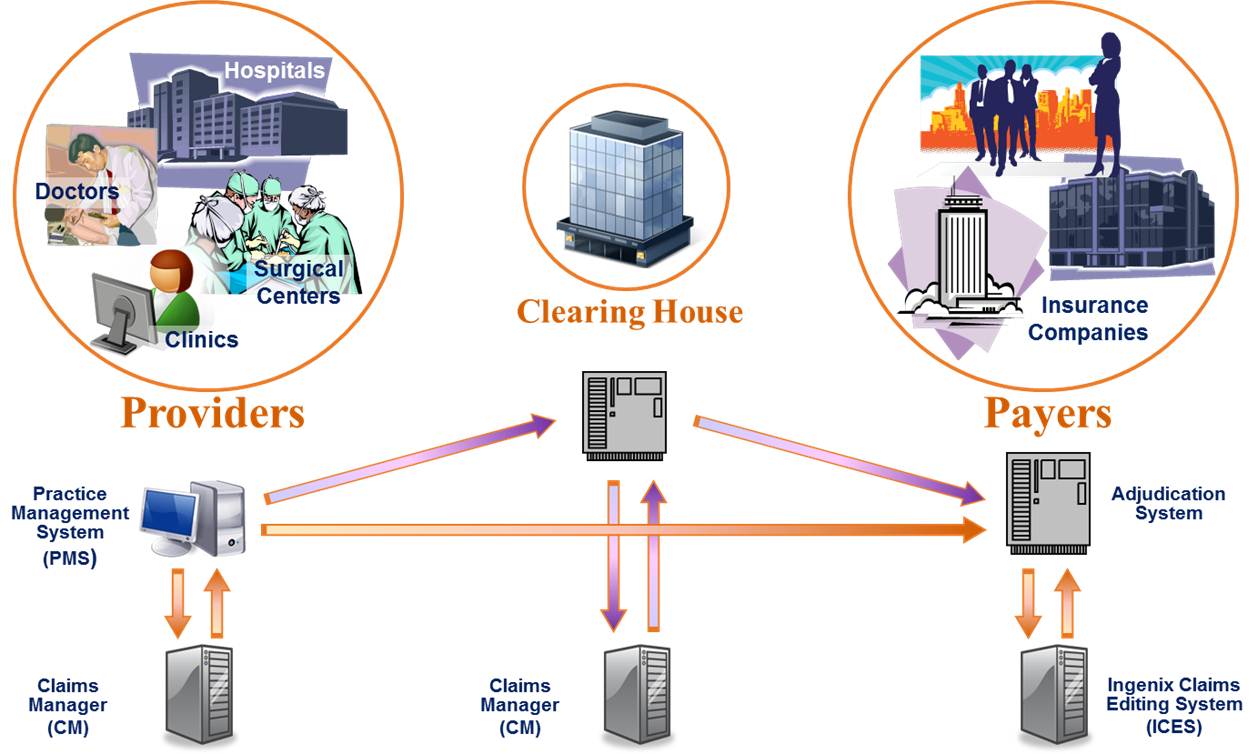 Hospitals
Doctors
Surgical
Centers
Clinics
Providers
Clearing House
Insurance
Companies
Payers
Practice
Management
System
(PMS)
Adjudication
System
Claims
Manager
(CM)
Claims
Manager
(CM)
Ingenix Claims
Editing System
(ICES)